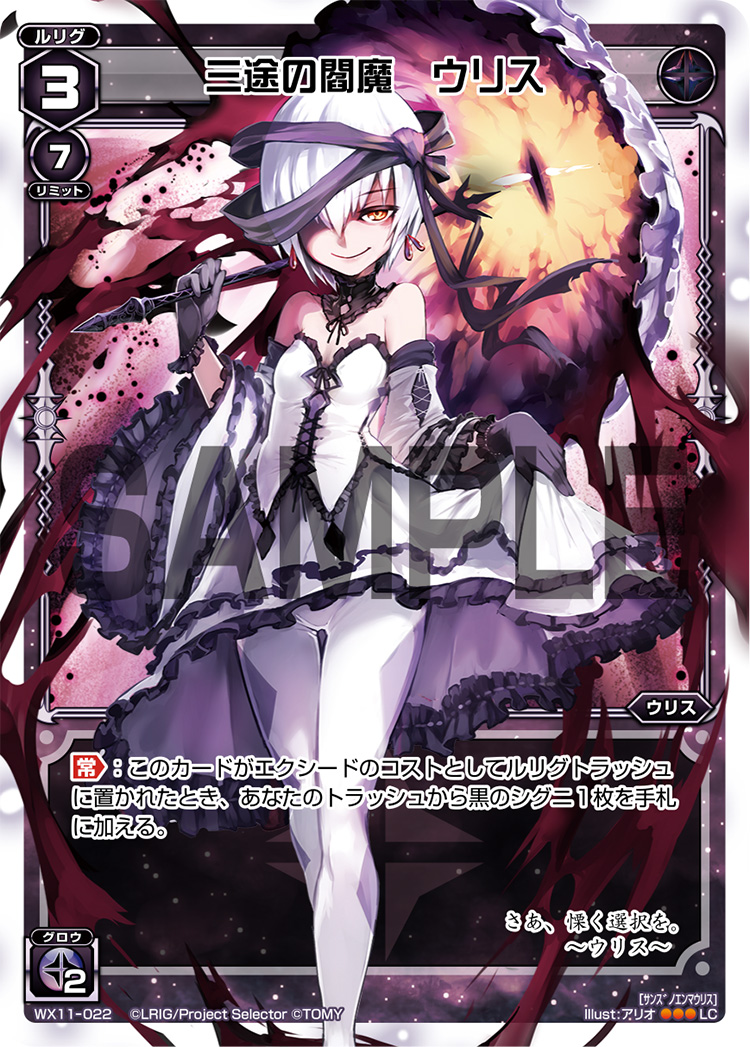 ルリグ
3
三途の閻魔 ウリス
7
リミット
SAMPLE
ウリス
常：このカードがエクシードのコストとしてルリグトラッシュ
に置かれたとき、あなたのトラッシュから黒のシグニ1枚を手札
に加える。
さあ、慄く選択を。
～ウリス～
グロウ
2
[サンズノエンマウリス]
WX11-022 ©LRIG/Project Selector ©TOMY illust:アリオ LC